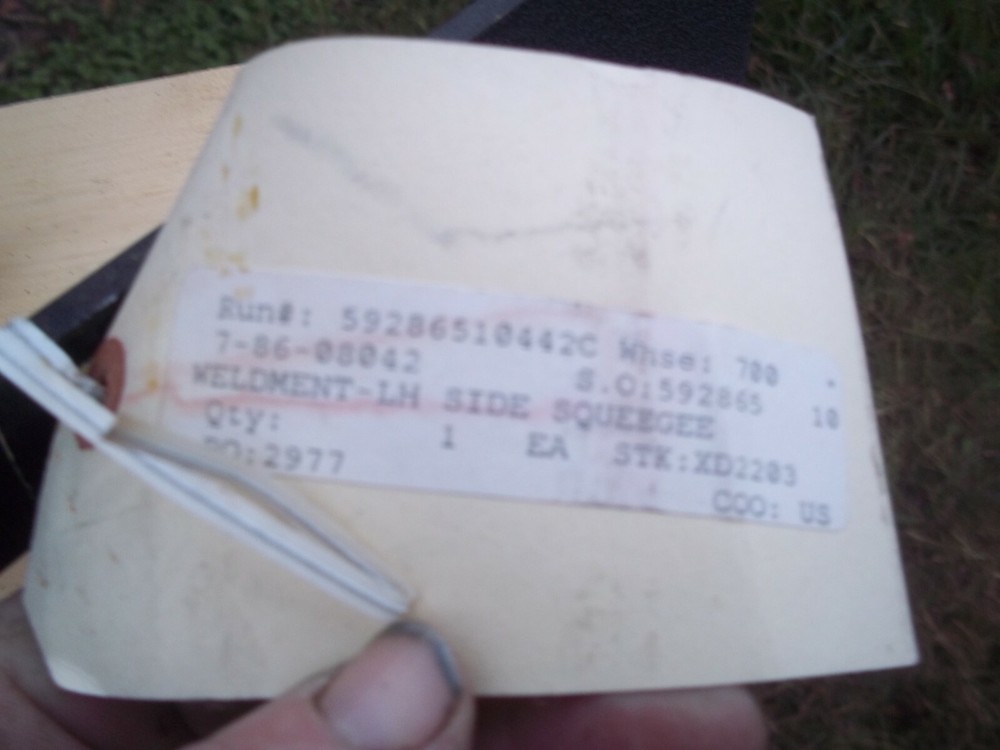 Run#: 59286510442C Whse: 700
7-86-08042 S.O:592865 10
WELDMENT-LH SIDE SQUEEGEE
Qty: 1 EA STK:XD2203
PO:2977 COO: US